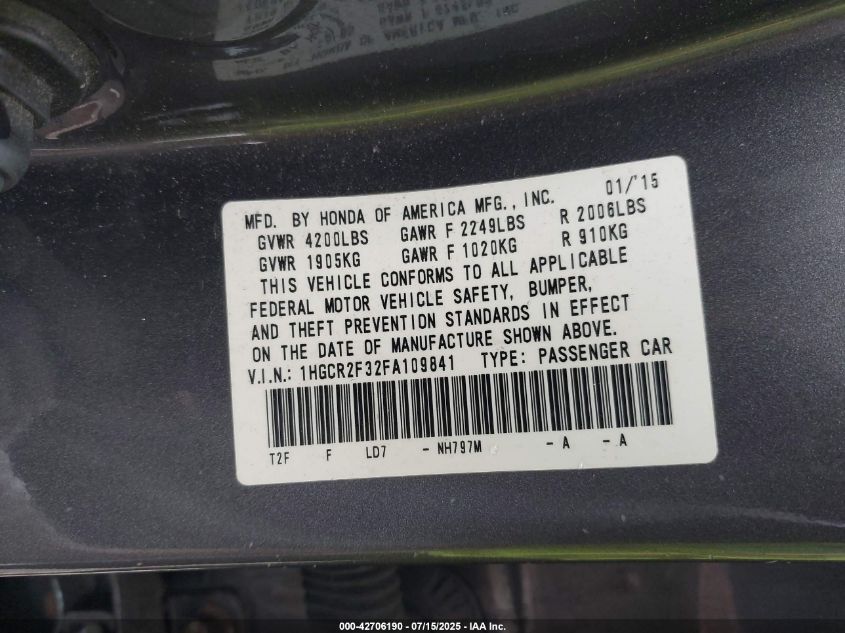 MFD. BY HONDA OF AMERICA MFG., INC. 01/'15
GVWR 4200LBS GAWR F 2249LBS R 2006LBS
GVWR 1905KG GAWR F 1020KG R 910KG
THIS VEHICLE CONFORMS TO ALL APPLICABLE
FEDERAL MOTOR VEHICLE SAFETY, BUMPER,
AND THEFT PREVENTION STANDARDS IN EFFECT
ON THE DATE OF MANUFACTURE SHOWN ABOVE.
V.I.N.: 1HGCR2F32FA109841 TYPE: PASSENGER CAR
T2F F LD7 - NH797M - A - A
000-42706190 - 07/15/2025 - IAA Inc.